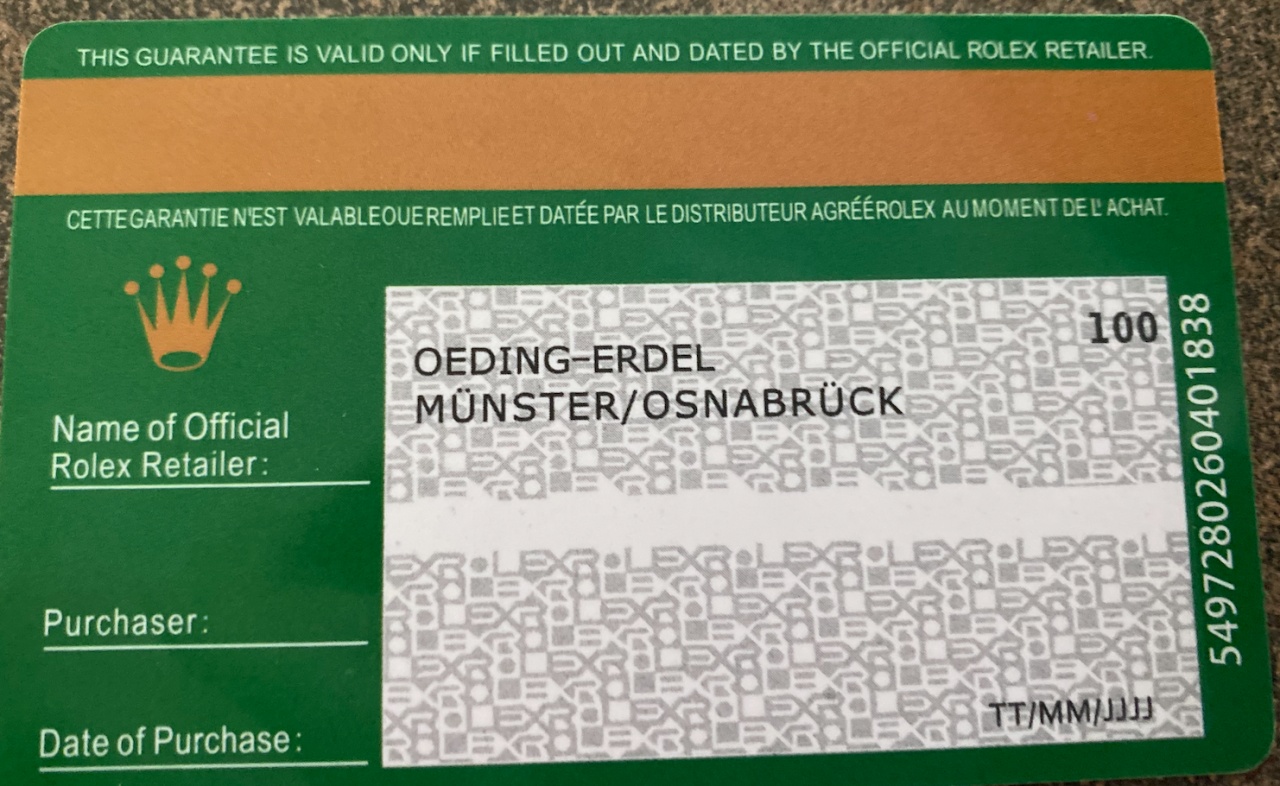 THIS GUARANTEE IS VALID ONLY IF FILLED OUT AND DATED BY THE OFFICIAL ROLEX RETAILER.
CETTE GARANTIE N'EST VALABLE QUE REMPLIE ET DATÉE PAR LE DISTRIBUTEUR AGRÉÉ ROLEX AU MOMENT DE L' ACHAT.
100
OEDING-ERDEL
MÜNSTER/OSNABRÜCK
Name of Official
Rolex Retailer:
Purchaser:
TT/MM/JJJJ
Date of Purchase:
5497280260401838